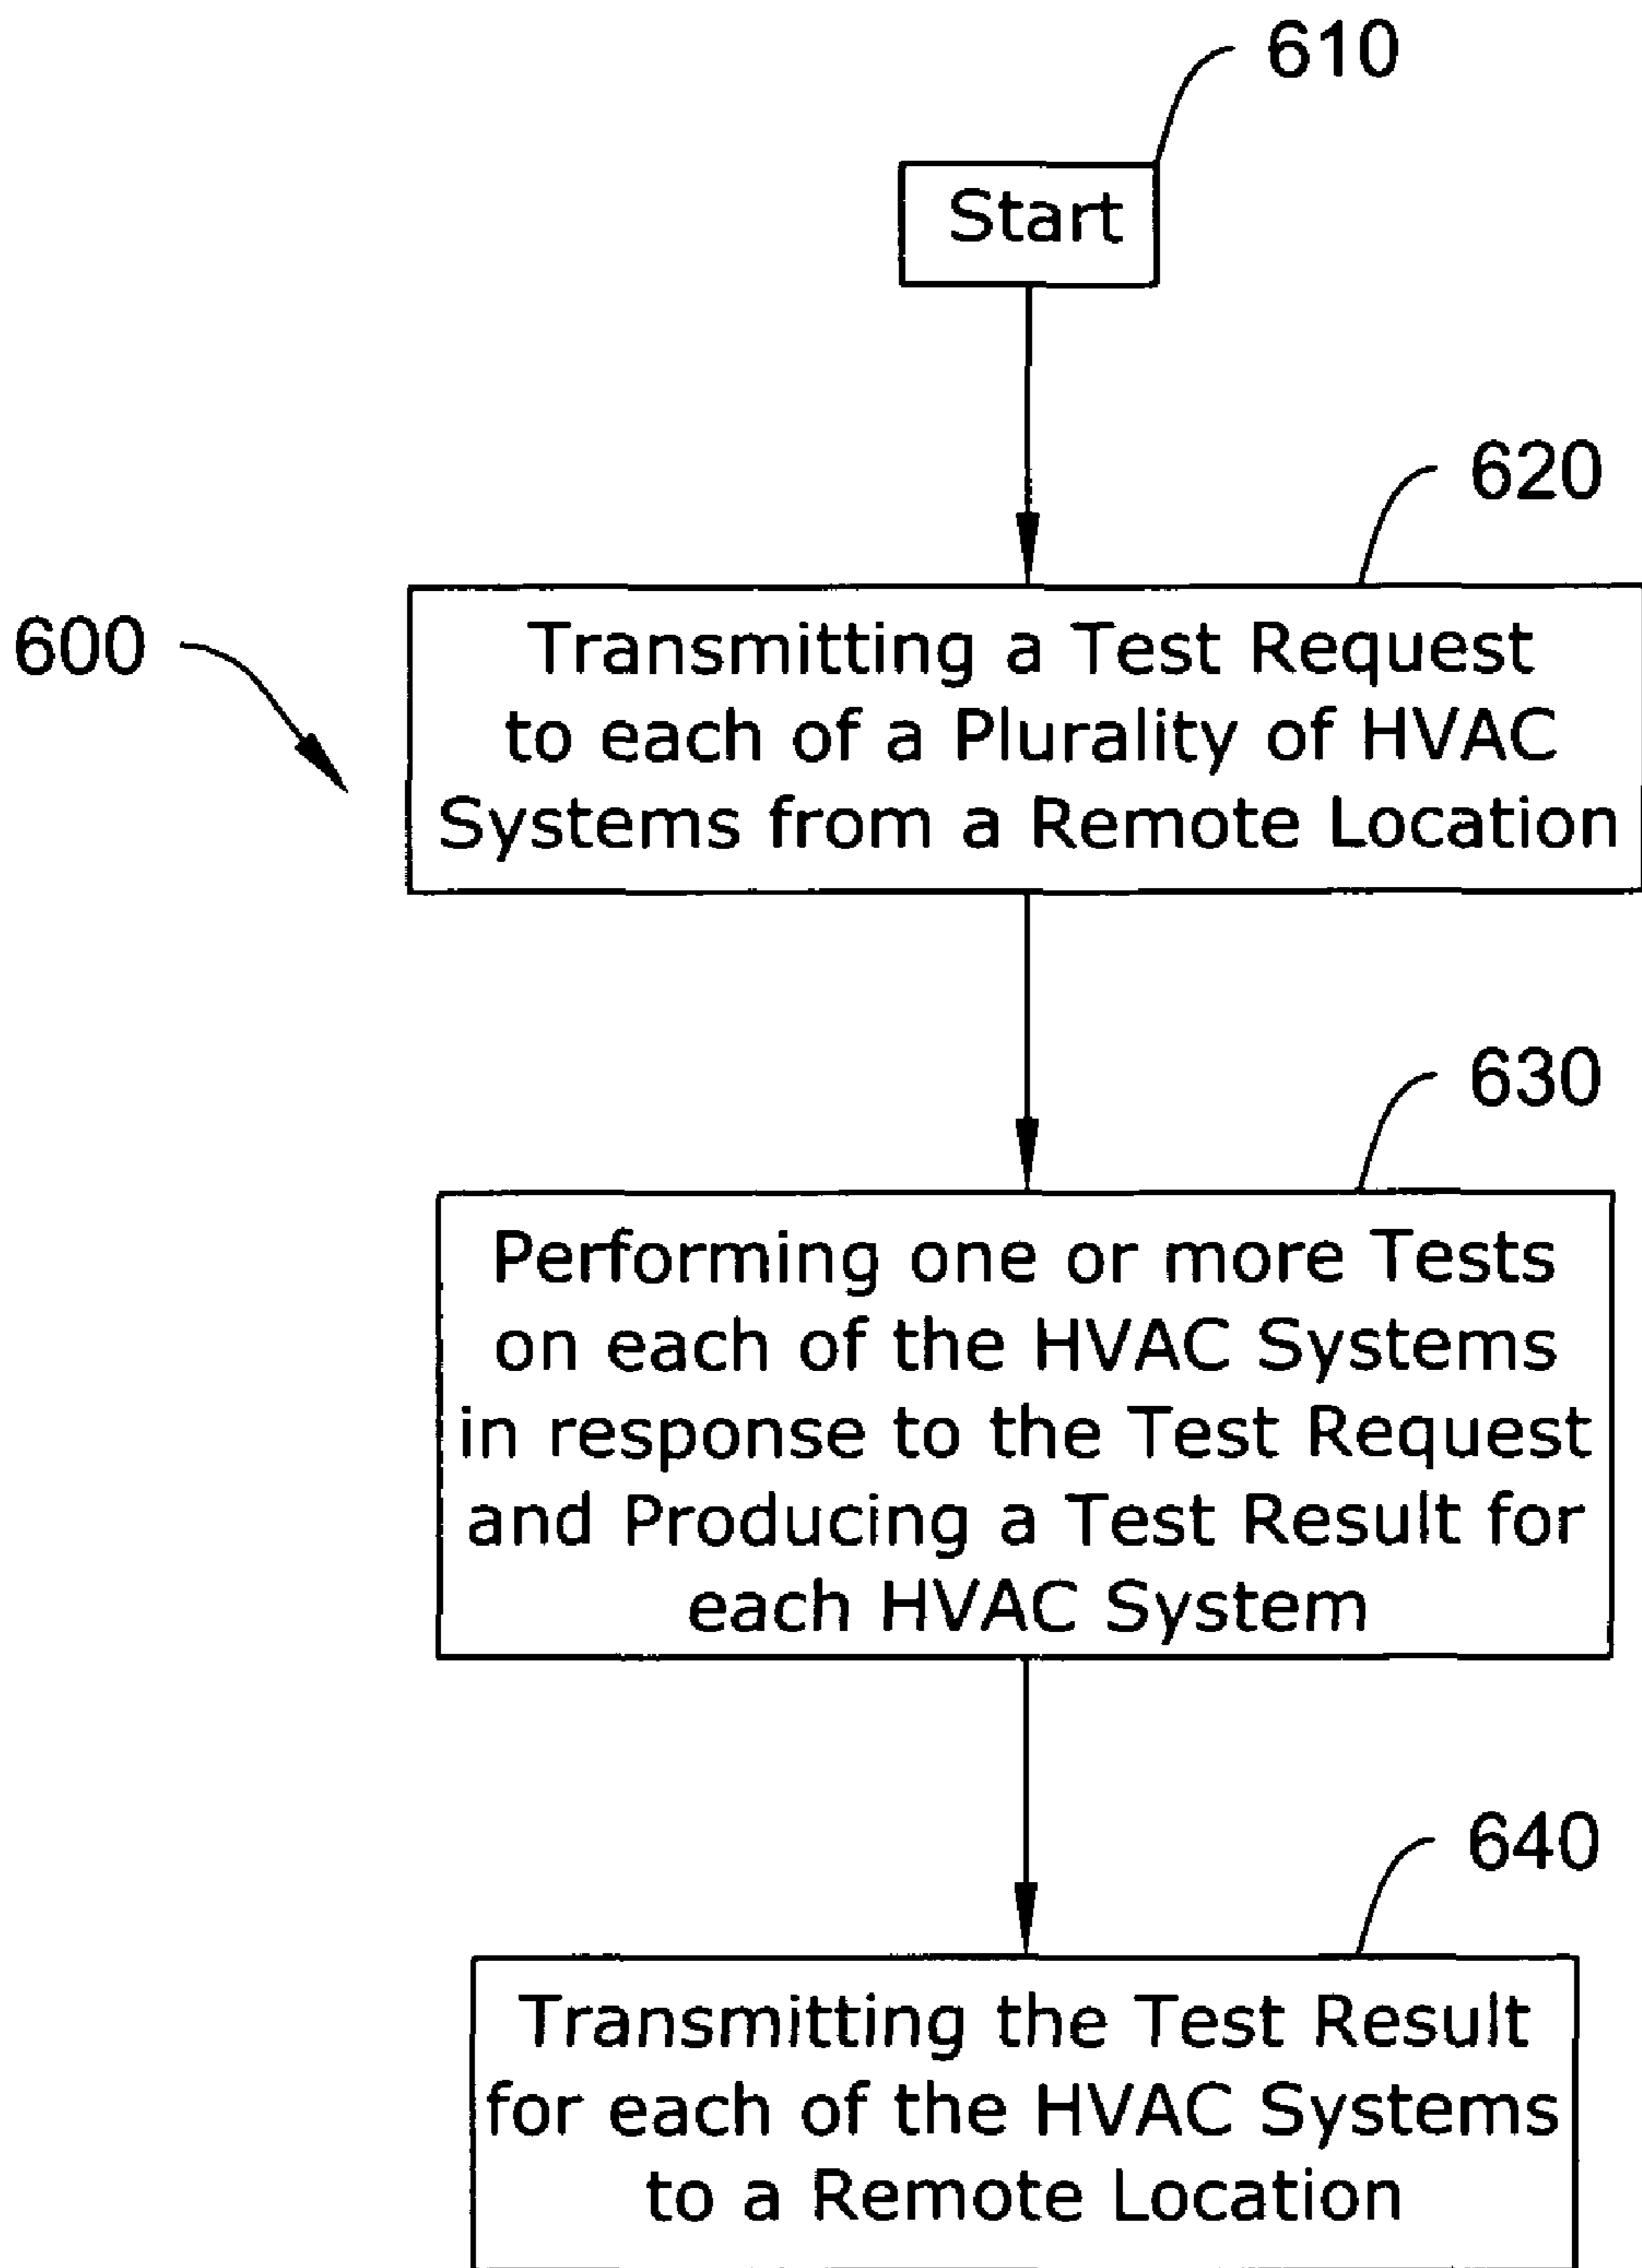 610
Start
620
600
Transmitting a Test Request
to each of a Plurality of HVAC
Systems from a Remote Location
630
Performing one or more Tests
on each of the HVAC Systems
in response to the Test Request
and Producing a Test Result for
each HVAC System
640
Transmitting the Test Result
for each of the HVAC Systems
to a Remote Location